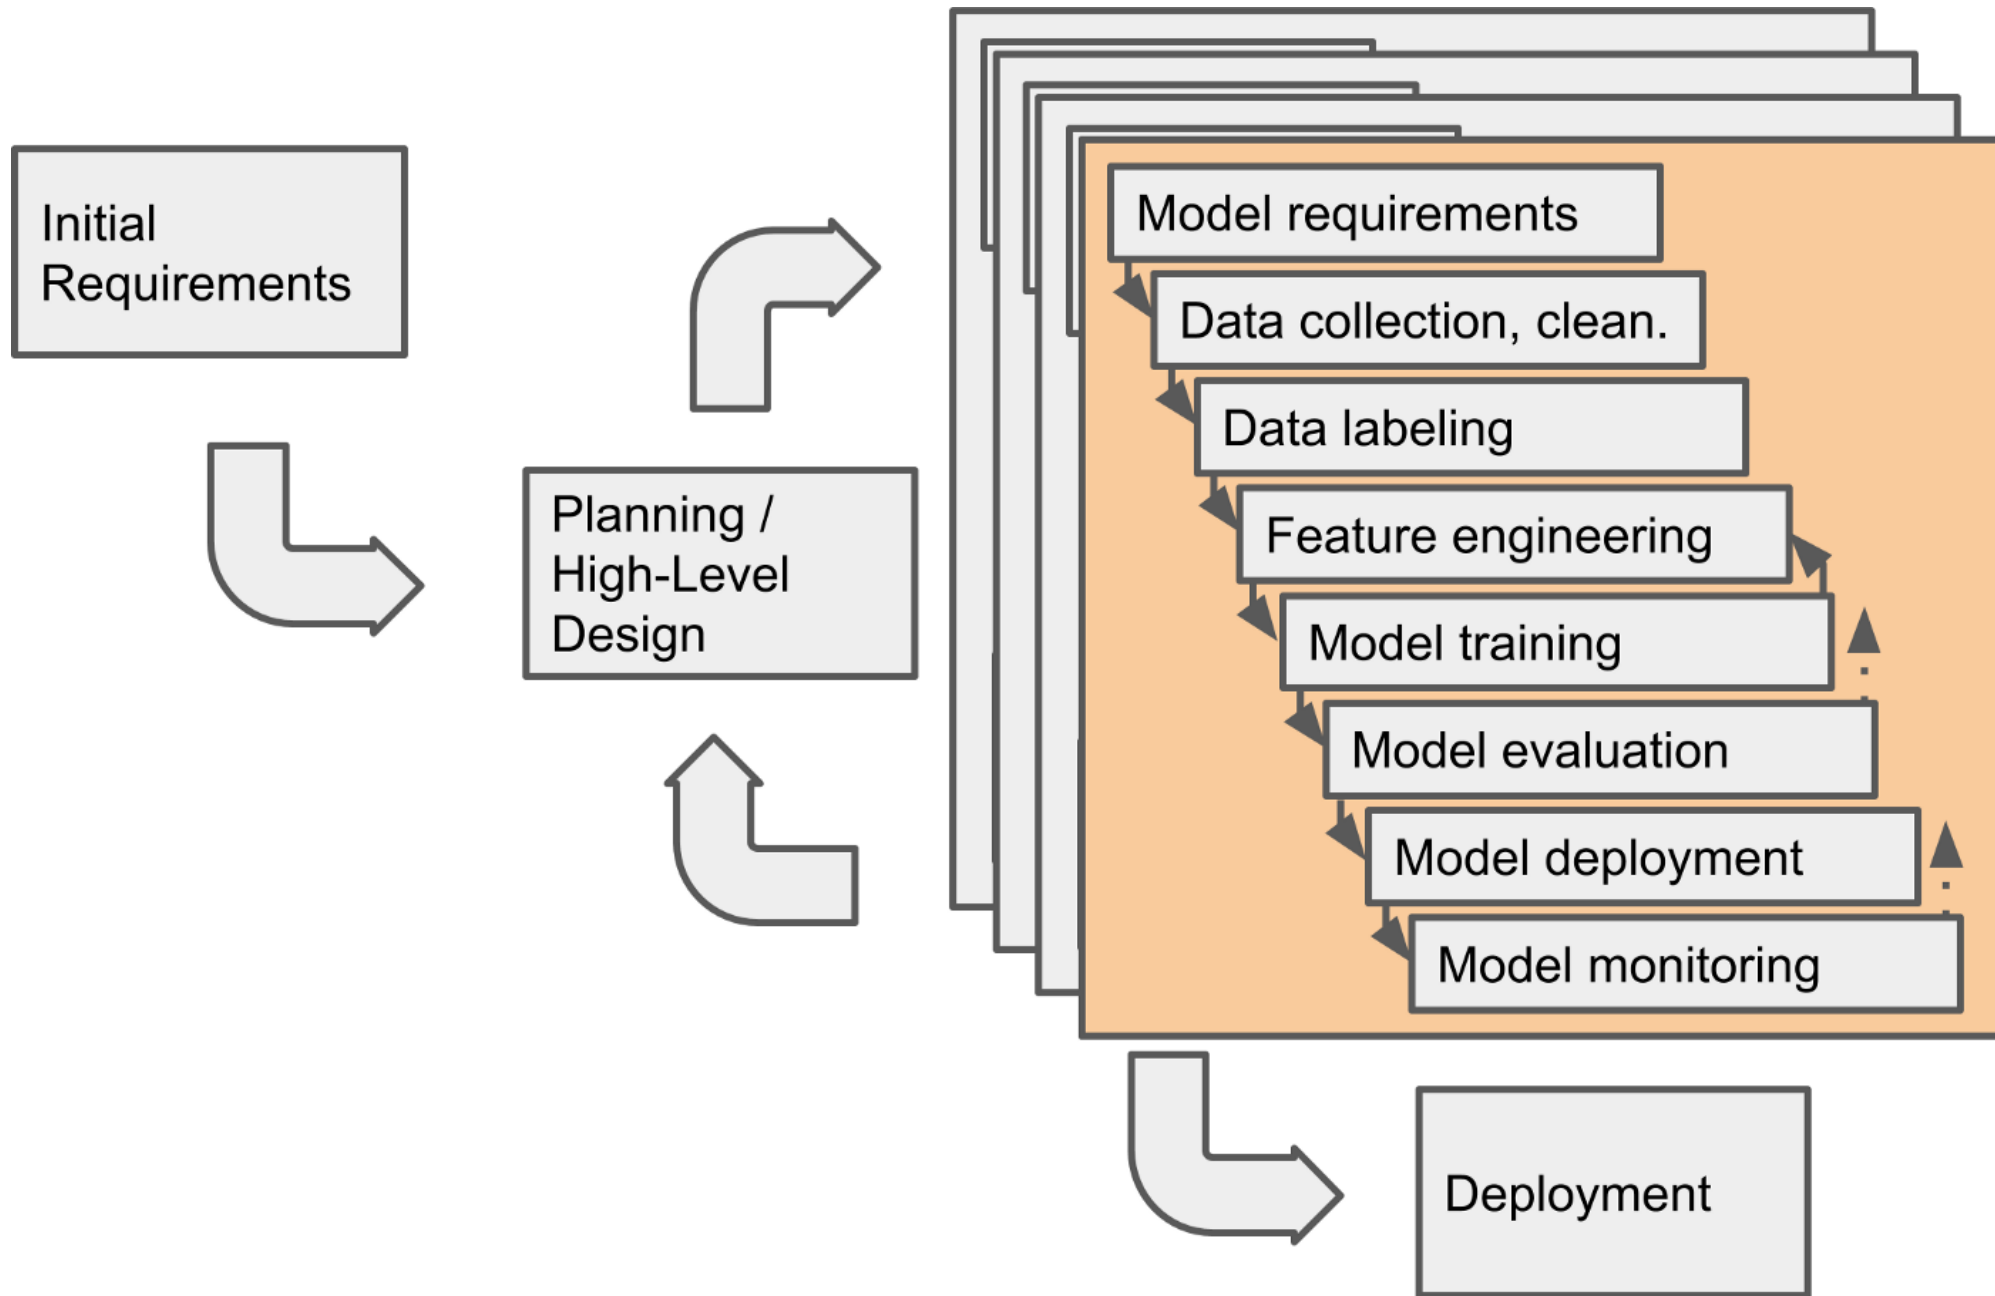 Initial
Requirements
Planning /
High-Level
Design
Model requirements
Data collection, clean.
Data labeling
Feature engineering
Model training
Model evaluation
Model deployment
Model monitoring
Deployment